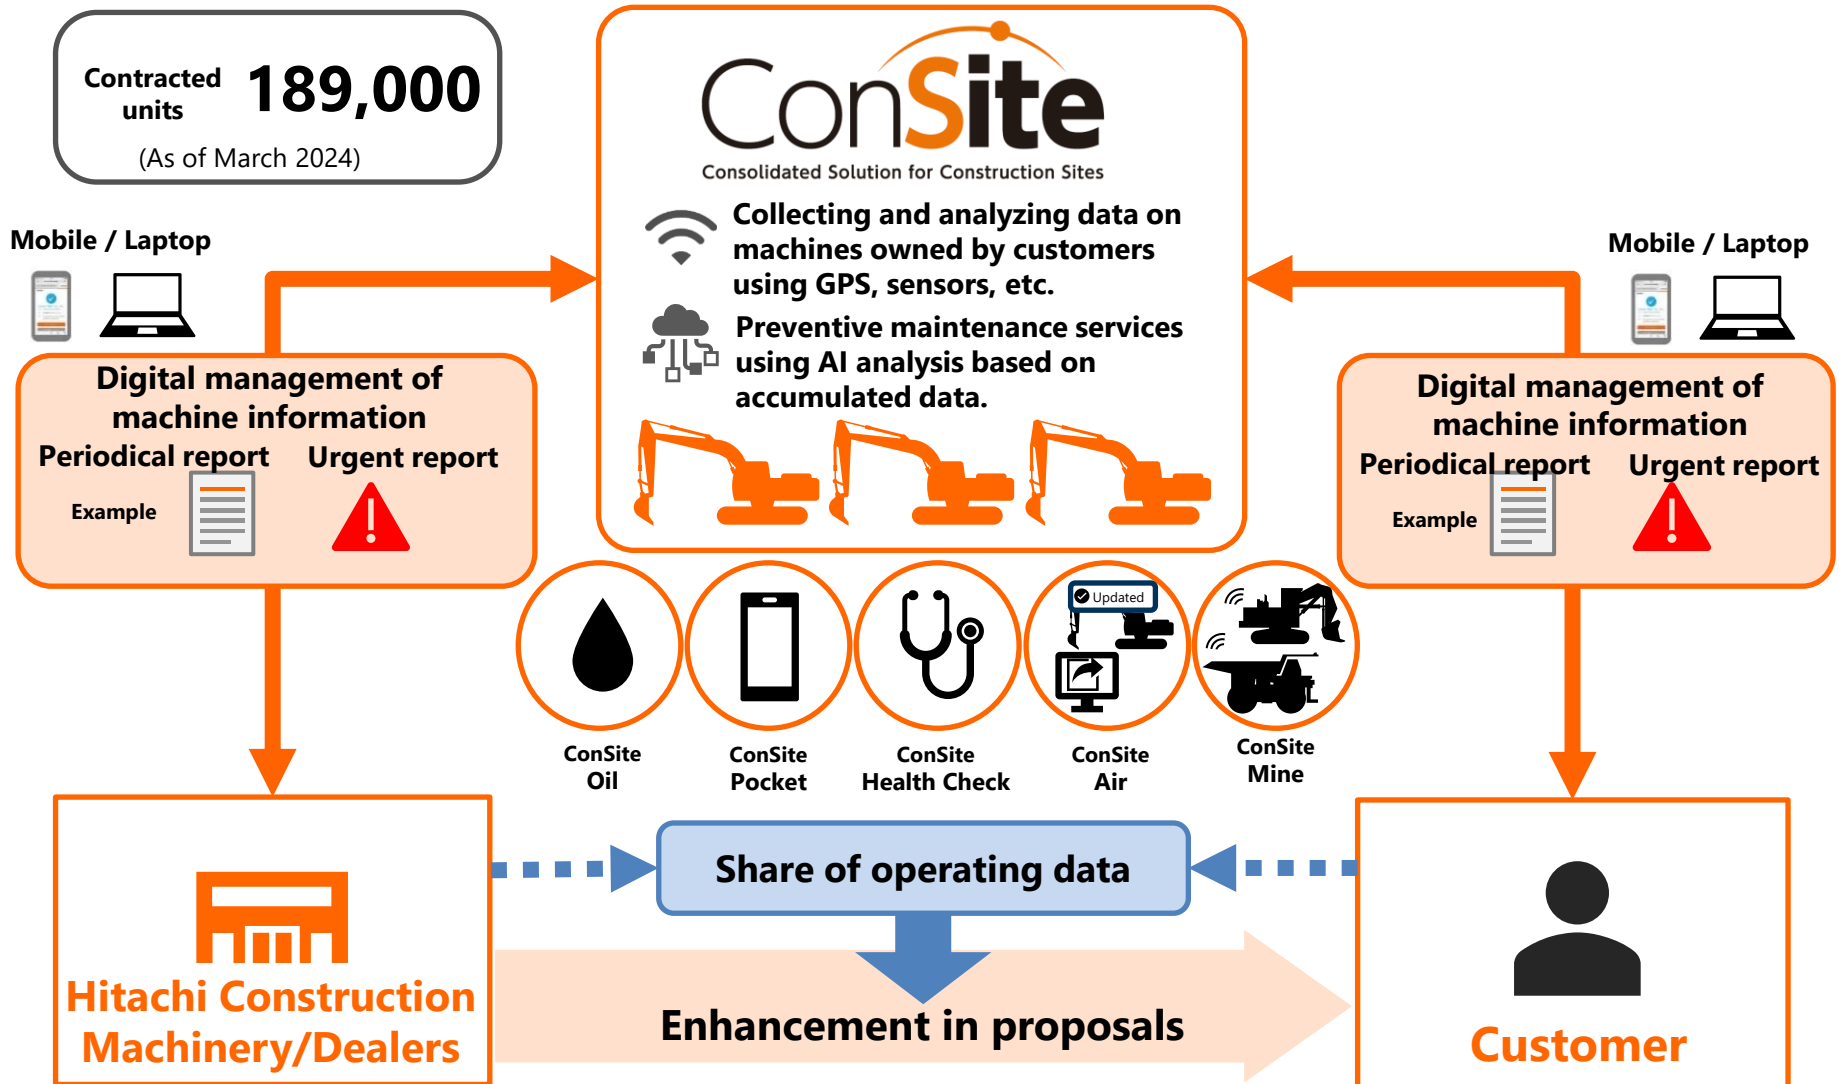 Contracted
units
189,000
(As of March 2024)
ConSite
Consolidated Solution for Construction Sites
Collecting and analyzing data on
machines owned by customers
using GPS, sensors, etc.
Preventive maintenance services
using AI analysis based on
accumulated data.
Mobile / Laptop
Digital management of
machine information
Periodical report
Urgent report
Example
Mobile / Laptop
Digital management of
machine information
Periodical report
Urgent report
Example
Updated
ConSite
Oil
ConSite
Pocket
ConSite
Health Check
ConSite
Air
ConSite
Mine
Share of operating data
Enhancement in proposals
Hitachi Construction
Machinery/Dealers
Customer